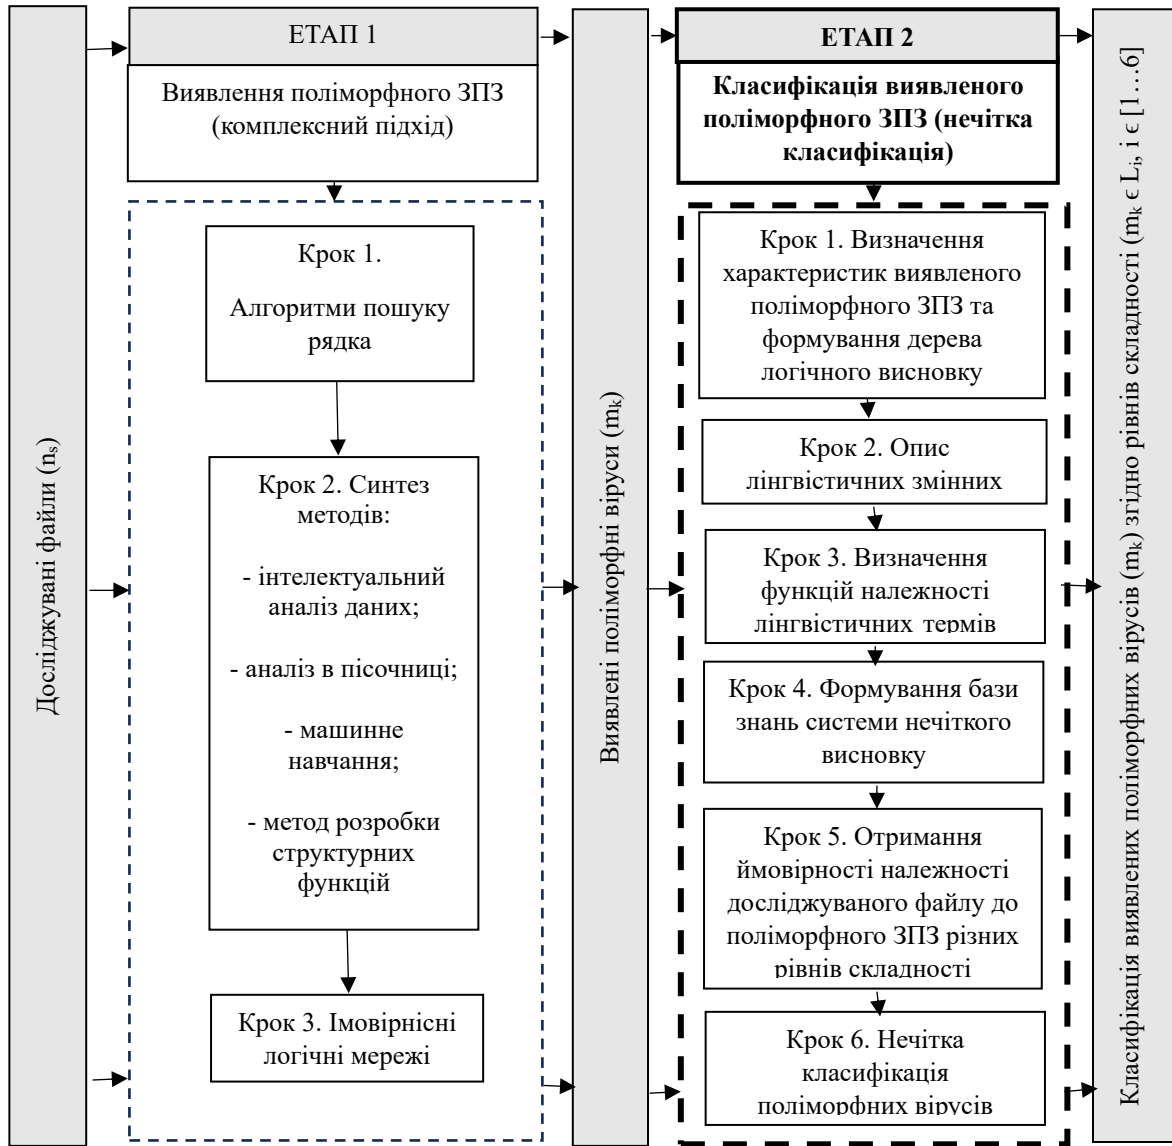 Досліджувані файли (nₛ)
ЕТАП 1
Виявлення поліморфного ЗПЗ
(комплексний підхід)
Крок 1.
Алгоритми пошуку
рядка
Крок 2. Синтез
методів:
- інтелектуальний
аналіз даних;
- аналіз в пісочниці;
- машинне
навчання;
- метод розробки
структурних
функцій
Крок 3. Імовірнісні
логічні мережі
Виявлені поліморфні віруси (mₖ)
ЕТАП 2
Класифікація виявленого
поліморфного ЗПЗ (нечітка
класифікація)
Крок 1. Визначення
характеристик виявленого
поліморфного ЗПЗ та
формування дерева
логічного висновку
Крок 2. Опис
лінгвістичних змінних
Крок 3. Визначення
функцій належності
лінгвістичних термів
Крок 4. Формування бази
знань системи нечіткого
висновку
Крок 5. Отримання
ймовірності належності
досліджуваного файлу до
поліморфного ЗПЗ різних
рівнів складності
Крок 6. Нечітка
класифікація
поліморфних вірусів
Класифікація виявлених поліморфних вірусів (mₖ) згідно рівнів складності (mₖ є Lᵢ, і є [1…6]